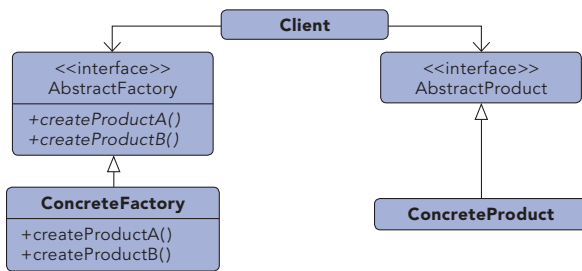 Client
<<interface>>
AbstractFactory
+createProductA()
+createProductB()
<<interface>>
AbstractProduct
ConcreteFactory
+createProductA()
+createProductB()
ConcreteProduct